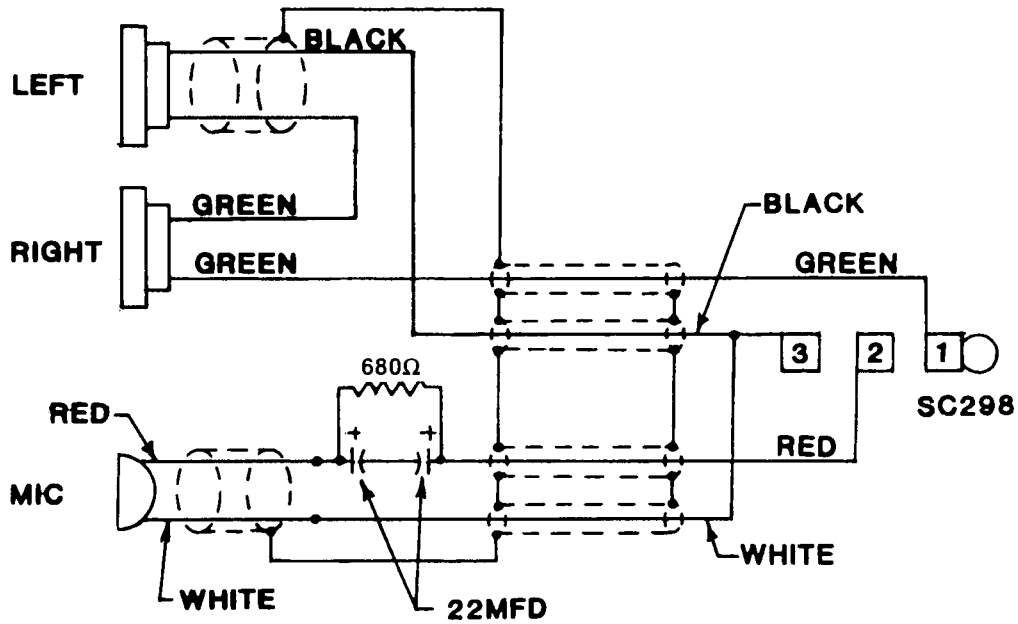 BLACK
LEFT
GREEN
BLACK
RIGHT
GREEN
GREEN
3
2
1
680Ω
SC298
RED
+
+
RED
MIC
WHITE
WHITE
22MFD